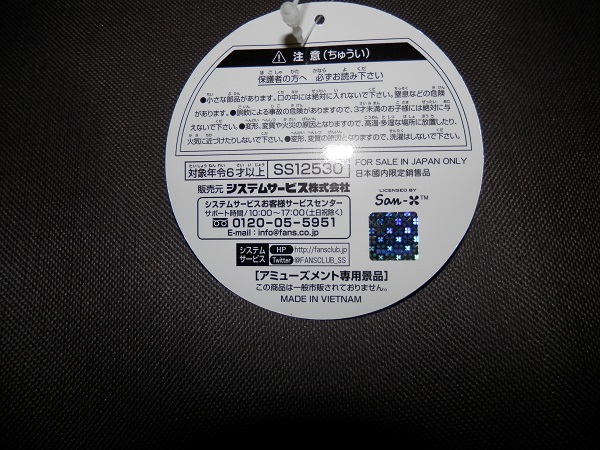 注意(ちゅうい)
保護者の方へ 必ずお読み下さい
●小さな部品があります。口の中には絶対に入れないで下さい。窒息などの危険
があります。●誤飲による事故の危険がありますので、3才未満のお子様には絶対に与
えないで下さい。●変形、変質や火災の原因となりますので、高温・多湿な場所に放置したり、
火気に近づけたりしないで下さい。●変形、変質の原因となりますので、洗濯はしないで下さい。
対象年令6才以上 SS12530
FOR SALE IN JAPAN ONLY
日本國内限定銷售品
販売元 システムサービス株式会社
システムサービスお客様サービスセンター
サポート時間/10:00~17:00(土日祝除く)
0120-05-5951
E-mail:info@fans.co.jp
LICENSED BY
San-X™
システム
サービス
HP http://fansclub.jp
Twitter @FANSCLUB_SS
[アミューズメント専用景品]
この商品は一般市販されておりません。
MADE IN VIETNAM